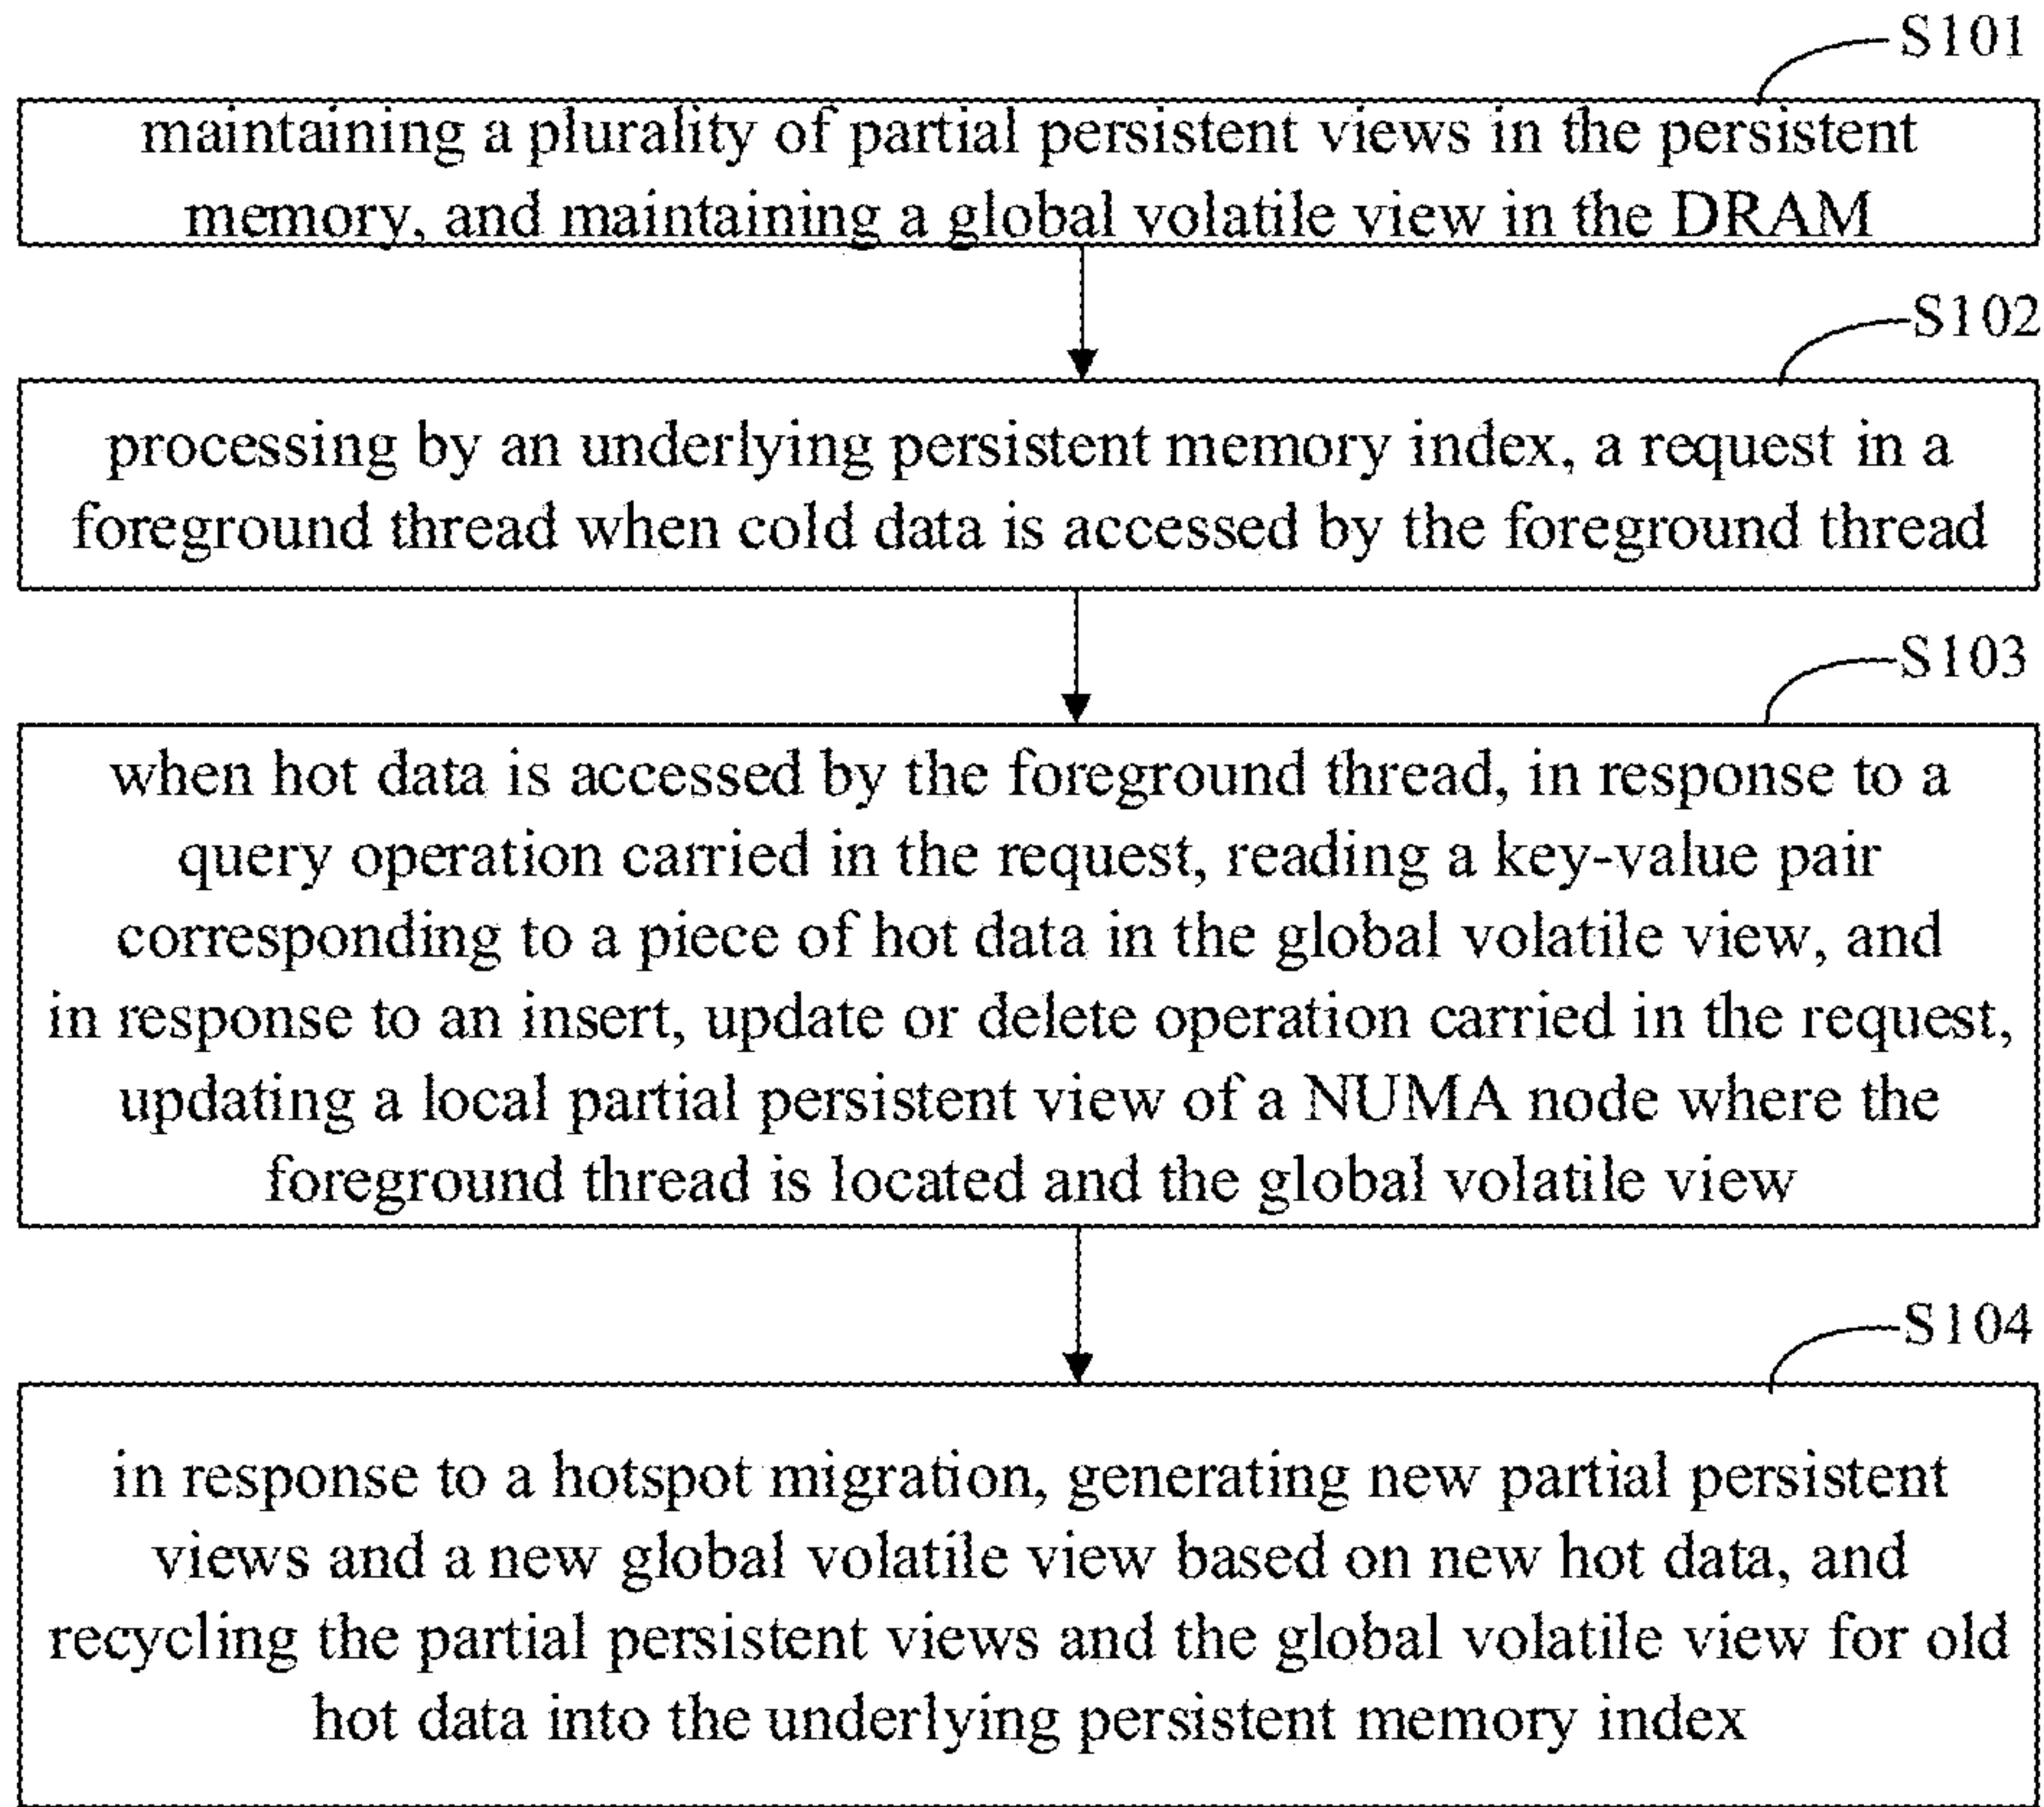 S101
maintaining a plurality of partial persistent views in the persistent
memory, and maintaining a global volatile view in the DRAM
S102
processing by an underlying persistent memory index, a request in a
foreground thread when cold data is accessed by the foreground thread
S103
when hot data is accessed by the foreground thread, in response to a
query operation carried in the request, reading a key-value pair
corresponding to a piece of hot data in the global volatile view, and
in response to an insert, update or delete operation carried in the request,
updating a local partial persistent view of a NUMA node where the
foreground thread is located and the global volatile view
S104
in response to a hotspot migration, generating new partial persistent
views and a new global volatile view based on new hot data, and
recycling the partial persistent views and the global volatile view for old
hot data into the underlying persistent memory index